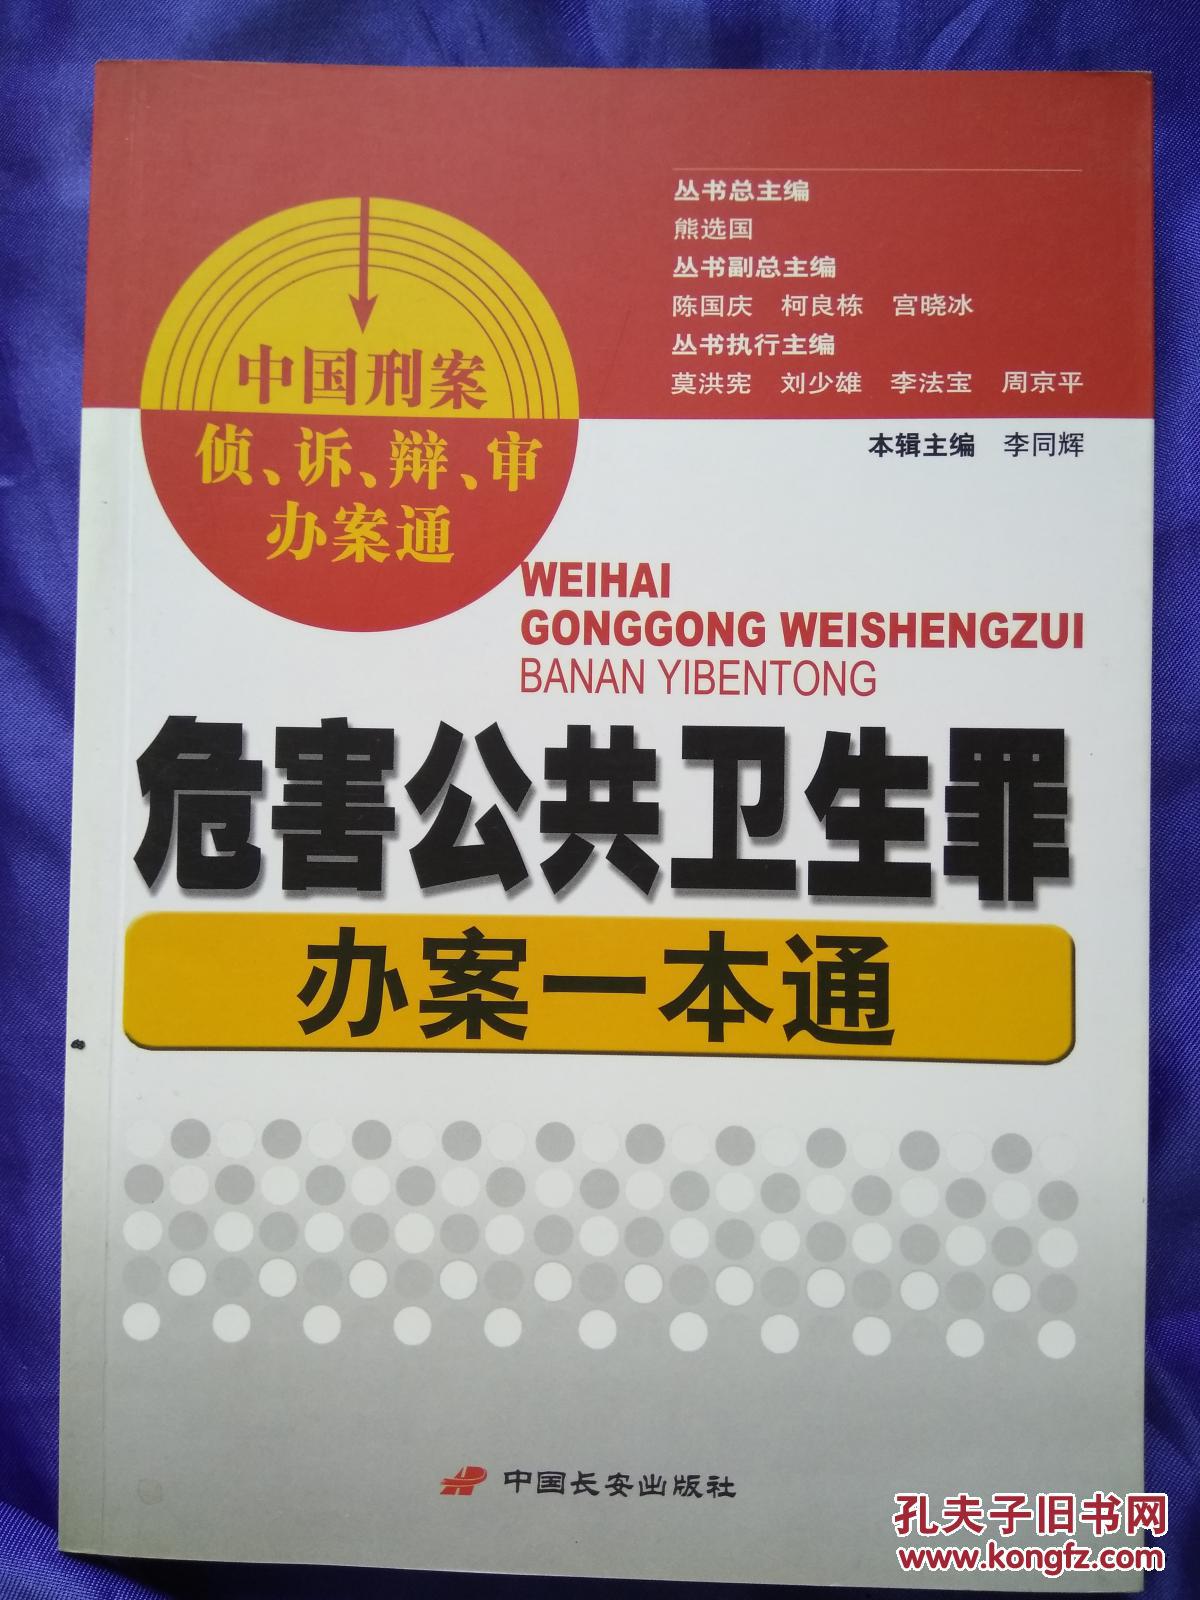 丛书总主编
熊选国
丛书副总主编
陈国庆 柯良栋 宫晓冰
丛书执行主编
莫洪宪 刘少雄 李法宝 周京平
本辑主编 李同辉
中国刑案
侦、诉、辩、审
办案通
WEIHAI
GONGGONG WEISHENGZUI
BANAN YIBENTONG
危害公共卫生罪
办案一本通
中国长安出版社
孔夫子旧书网
www.kongfz.com